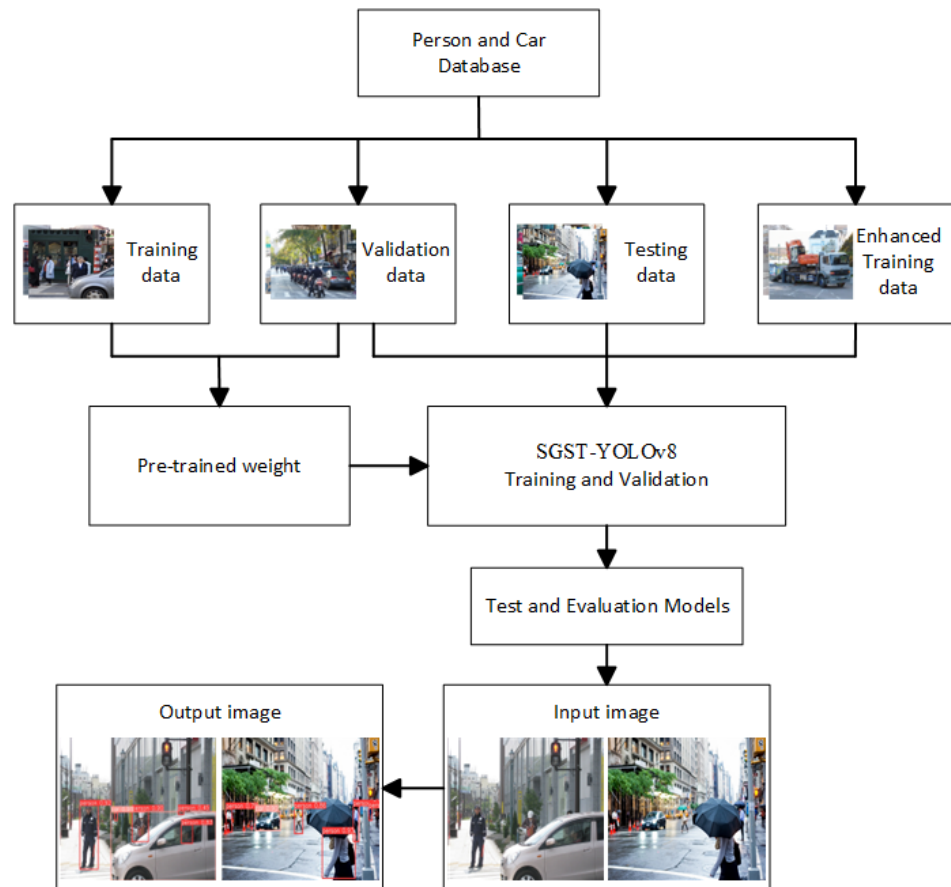 Person and Car
Database
Training
data
Validation
data
Testing
data
Enhanced
Training
data
Pre-trained weight
SGST-YOLOv8
Training and Validation
Test and Evaluation Models
Output image
Input image